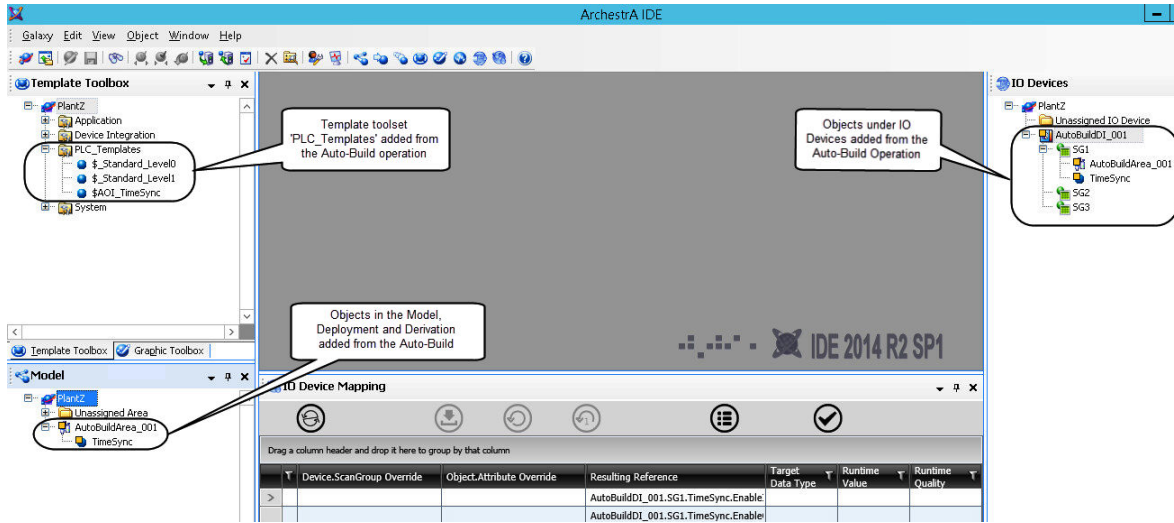 ArchestrA IDE
Galaxy Edit View Object Window Help
Template Toolbox
PlantZ
Application
Device Integration
PLC_Templates
$_Standard_Level0
$_Standard_Level1
$AOI_TimeSync
System
Template toolset
'PLC_Templates' added from
the Auto-Build operation
Objects under IO
Devices added from the
Auto-Build Operation
IO Devices
PlantZ
Unassigned IO Device
AutoBuildDI_001
SG1
AutoBuildArea_001
TimeSync
SG2
SG3
Objects in the Model,
Deployment and Derivation
added from the Auto-Build
IDE 2014 R2 SP1
Template Toolbox Graphic Toolbox
Model
PlantZ
Unassigned Area
AutoBuildArea_001
TimeSync
IO Device Mapping
Drag a column header and drop it here to group by that column
Device.ScanGroup Override Object.Attribute Override Resulting Reference Target Data Type Runtime Value Runtime Quality
AutoBuildDI_001.SG1.TimeSync.Enable
AutoBuildDI_001.SG1.TimeSync.Enable